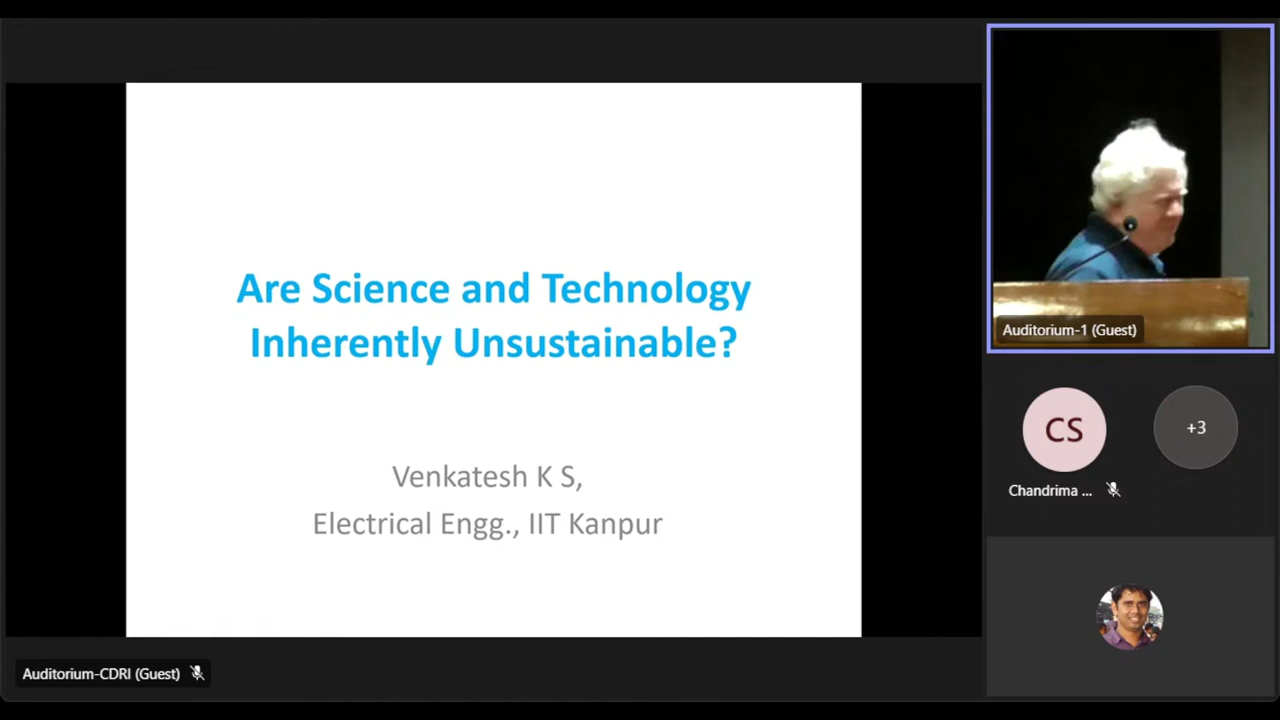 Are Science and Technology
Inherently Unsustainable?
Venkatesh K S,
Electrical Engg., IIT Kanpur
Auditorium-CDRI (Guest)
Auditorium-1 (Guest)
CS
+3
Chandrima ...